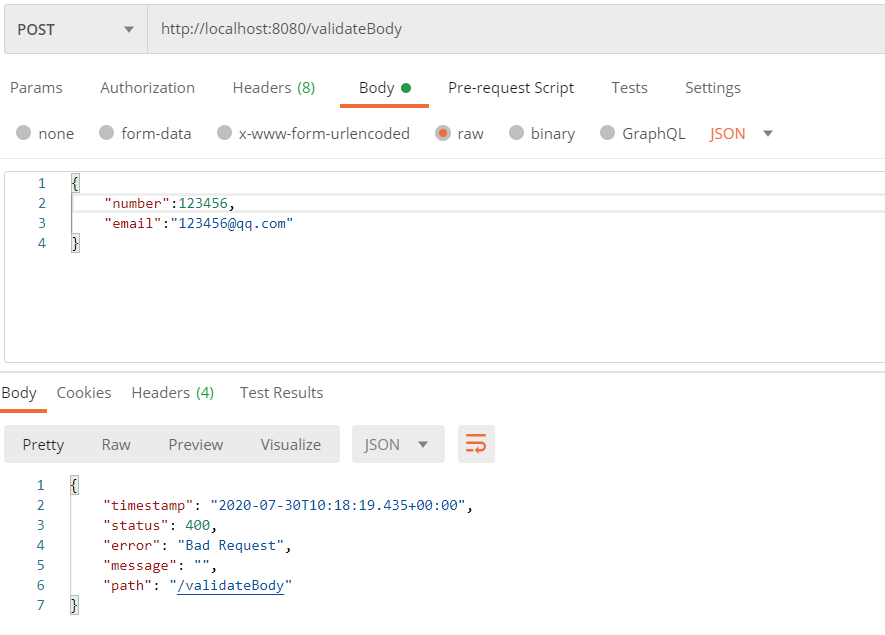 POST http://localhost:8080/validateBody
Params Authorization Headers (8) Body Pre-request Script Tests Settings
none form-data x-www-form-urlencoded raw binary GraphQL JSON
1 {
2 "number":123456,
3 "email":"123456@qq.com"
4 }
Body Cookies Headers (4) Test Results
Pretty Raw Preview Visualize JSON
1 {
2 "timestamp": "2020-07-30T10:18:19.435+00:00",
3 "status": 400,
4 "error": "Bad Request",
5 "message": "",
6 "path": "/validateBody"
7 }